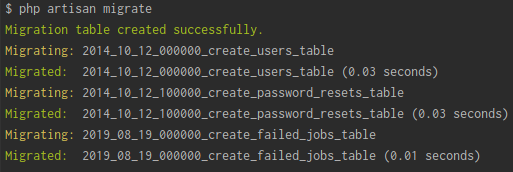 $ php artisan migrate
Migration table created successfully.
Migrating: 2014_10_12_000000_create_users_table
Migrated:  2014_10_12_000000_create_users_table (0.03 seconds)
Migrating: 2014_10_12_100000_create_password_resets_table
Migrated:  2014_10_12_100000_create_password_resets_table (0.03 seconds)
Migrating: 2019_08_19_000000_create_failed_jobs_table
Migrated:  2019_08_19_000000_create_failed_jobs_table (0.01 seconds)